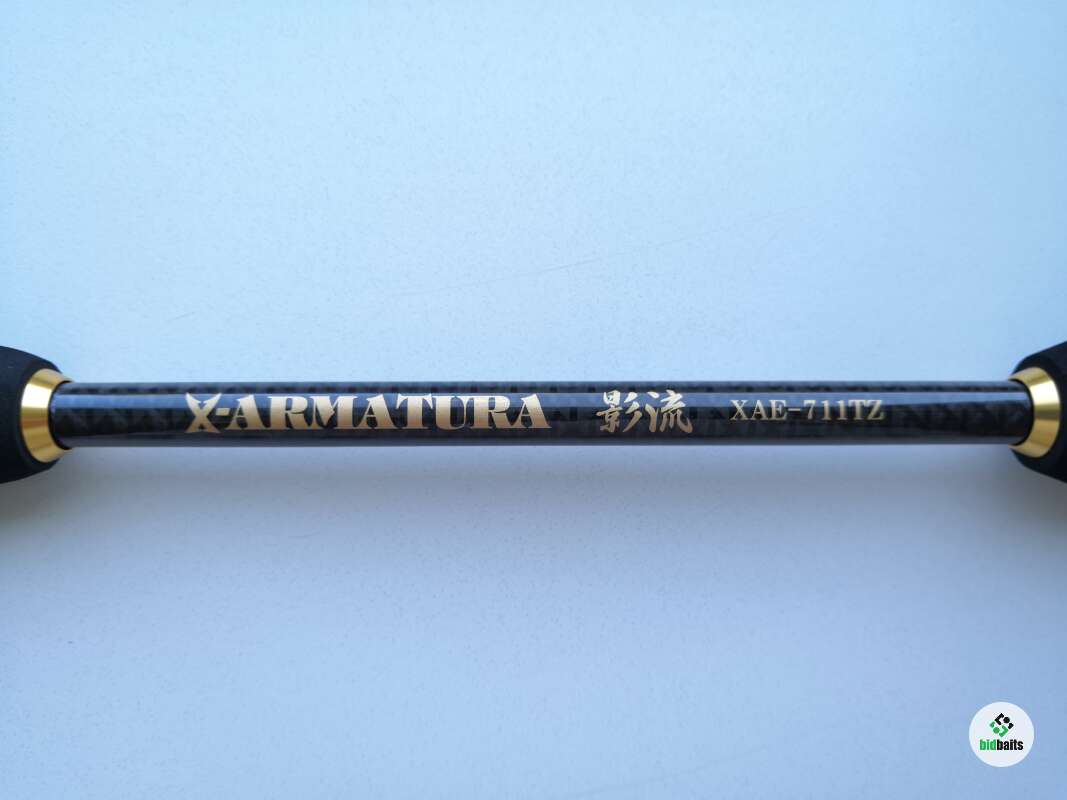 X-ARMATURA 影流 XAE-711TZ
bidbaits